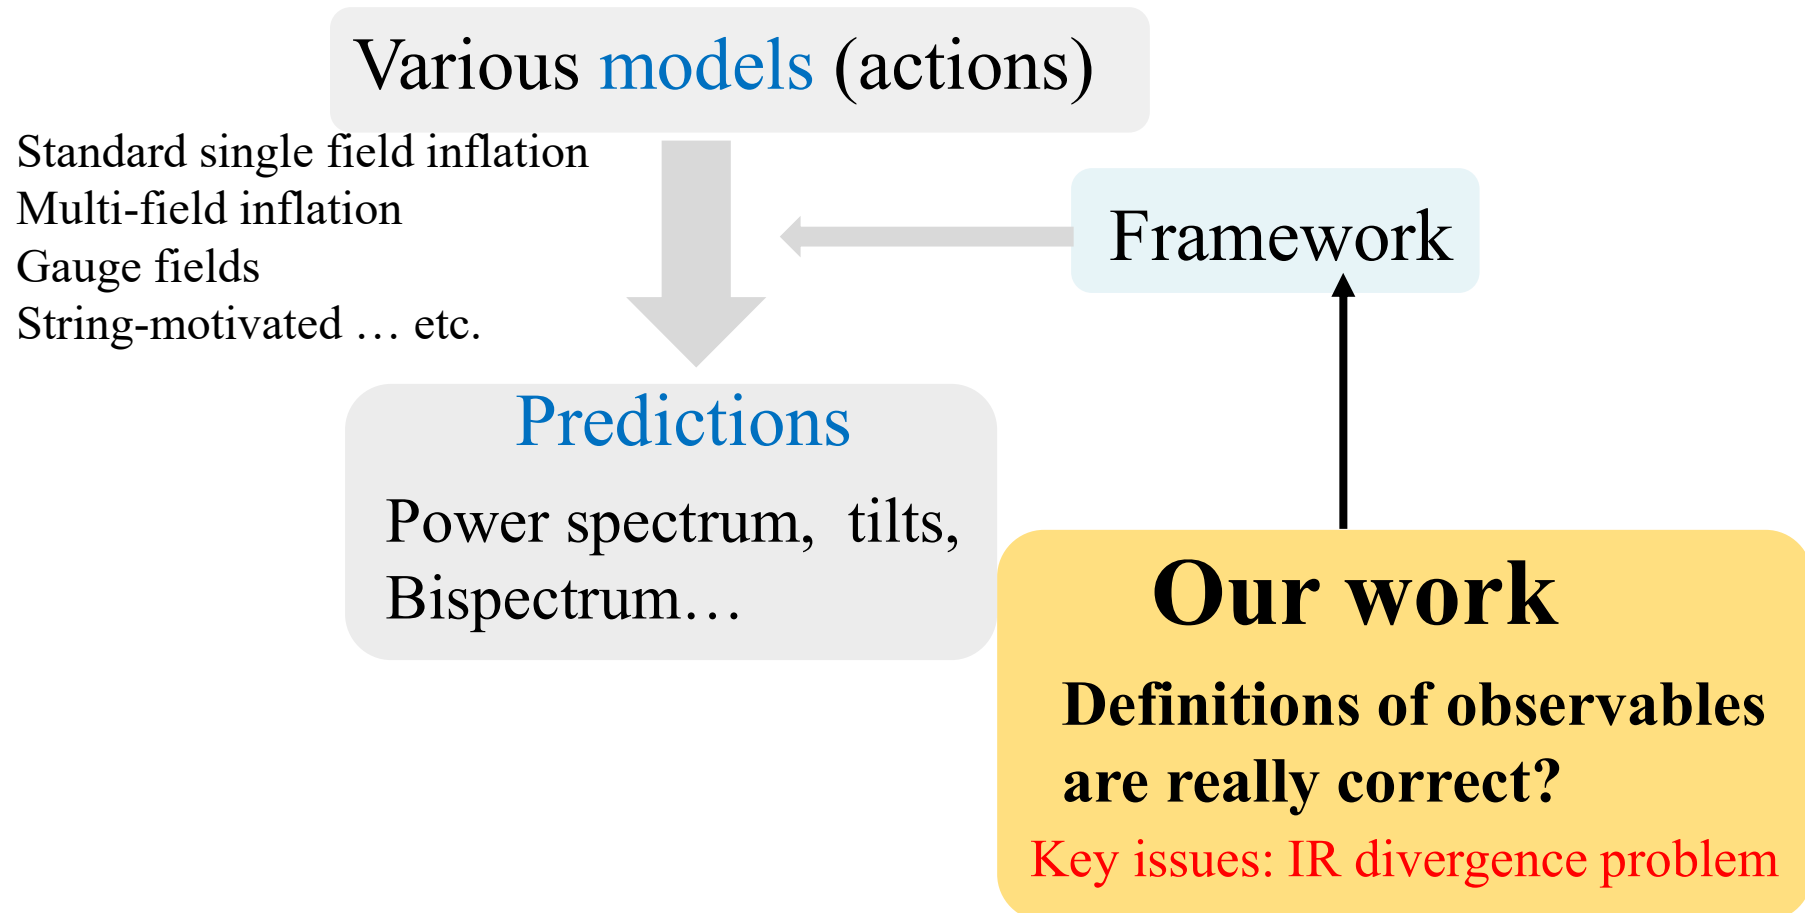 Various models (actions)
Standard single field inflation
Multi-field inflation
Gauge fields
String-motivated … etc.
Framework
Predictions
Power spectrum, tilts,
Bispectrum…
Our work
Definitions of observables
are really correct?
Key issues: IR divergence problem